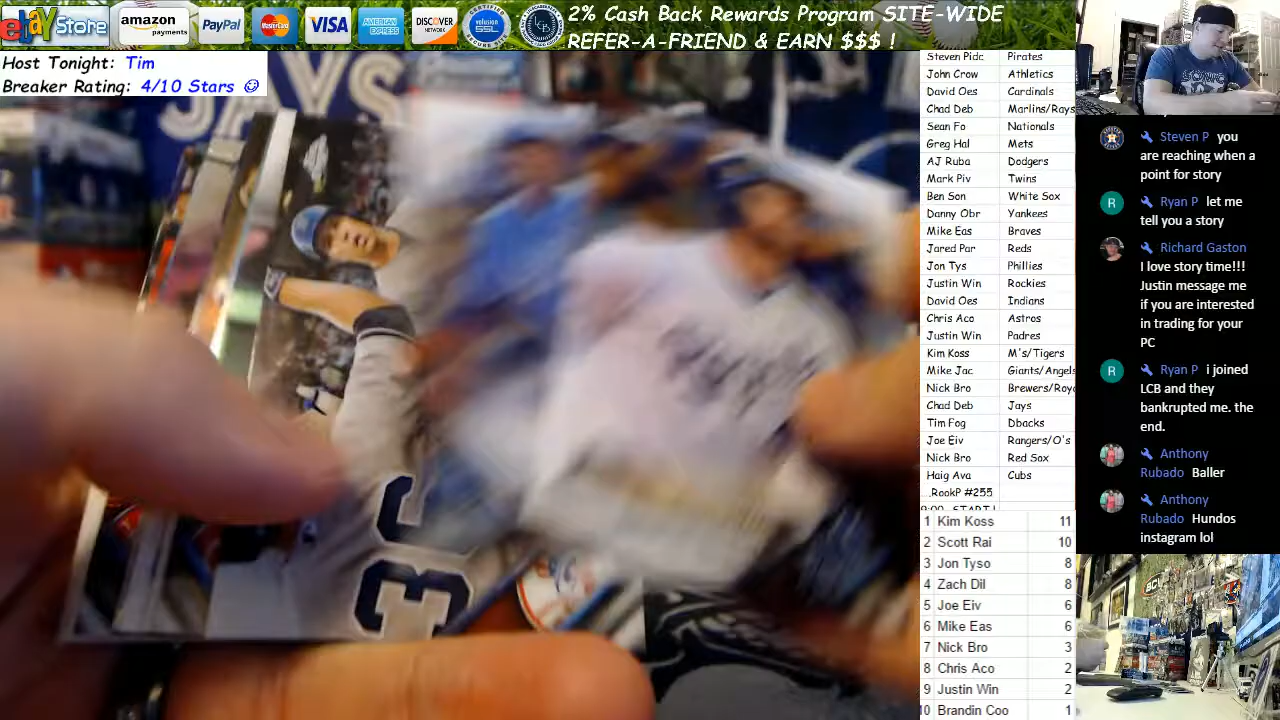 ebay Store
amazon payments
PayPal
MasterCard
VISA
AMERICAN EXPRESS
DISCOVER NETWORK
volusion SSL
2% Cash Back Rewards Program SITE-WIDE
REFER-A-FRIEND & EARN $$$ !
Host Tonight: Tim
Breaker Rating: 4/10 Stars
JAYS
Steven Pidc Pirates
John Crow Athletics
David Oes Cardinals
Chad Deb Marlins/Rays
Sean Fo Nationals
Greg Hal Mets
AJ Ruba Dodgers
Mark Piv Twins
Ben Son White Sox
Danny Obr Yankees
Mike Eas Braves
Jared Par Reds
Jon Tys Phillies
Justin Win Rockies
David Oes Indians
Chris Aco Astros
Justin Win Padres
Kim Koss M's/Tigers
Mike Jac Giants/Angels
Nick Bro Brewers/Roy
Chad Deb Jays
Tim Fog Dbacks
Joe Eiv Rangers/O's
Nick Bro Red Sox
Haig Ava Cubs
.RookP #255
9:00 START!
1 Kim Koss 11
2 Scott Rai 10
3 Jon Tyso 8
4 Zach Dil 8
5 Joe Eiv 6
6 Mike Eas 6
7 Nick Bro 3
8 Chris Aco 2
9 Justin Win 2
10 Brandin Coo 1
Steven P you
are reaching when a
point for story
R Ryan P let me
tell you a story
Richard Gaston
I love story time!!!
Justin message me
if you are interested
in trading for your
PC
R Ryan P i joined
LCB and they
bankrupted me. the
end.
Anthony
Rubado Baller
Anthony
Rubado Hundos
instagram lol